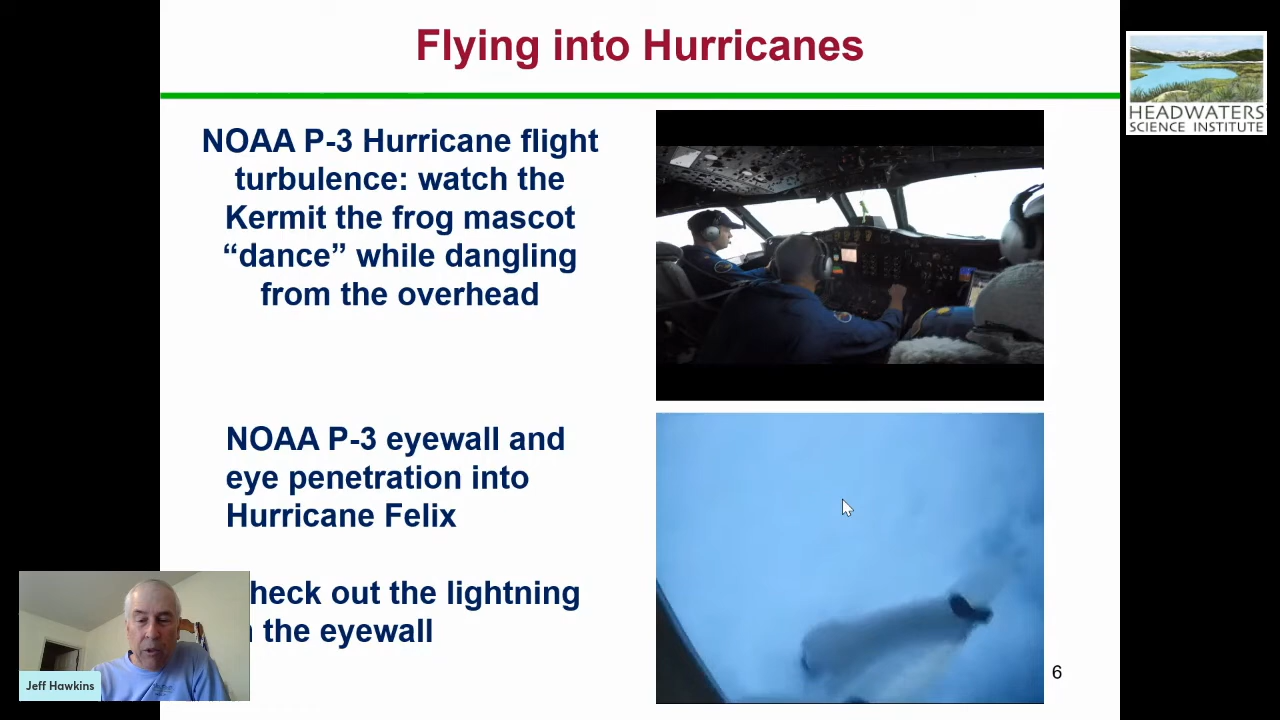 Flying into Hurricanes
HEADWATERS
SCIENCE INSTITUTE
NOAA P-3 Hurricane flight
turbulence: watch the
Kermit the frog mascot
“dance” while dangling
from the overhead
NOAA P-3 eyewall and
eye penetration into
Hurricane Felix
heck out the lightning
the eyewall
6
Jeff Hawkins